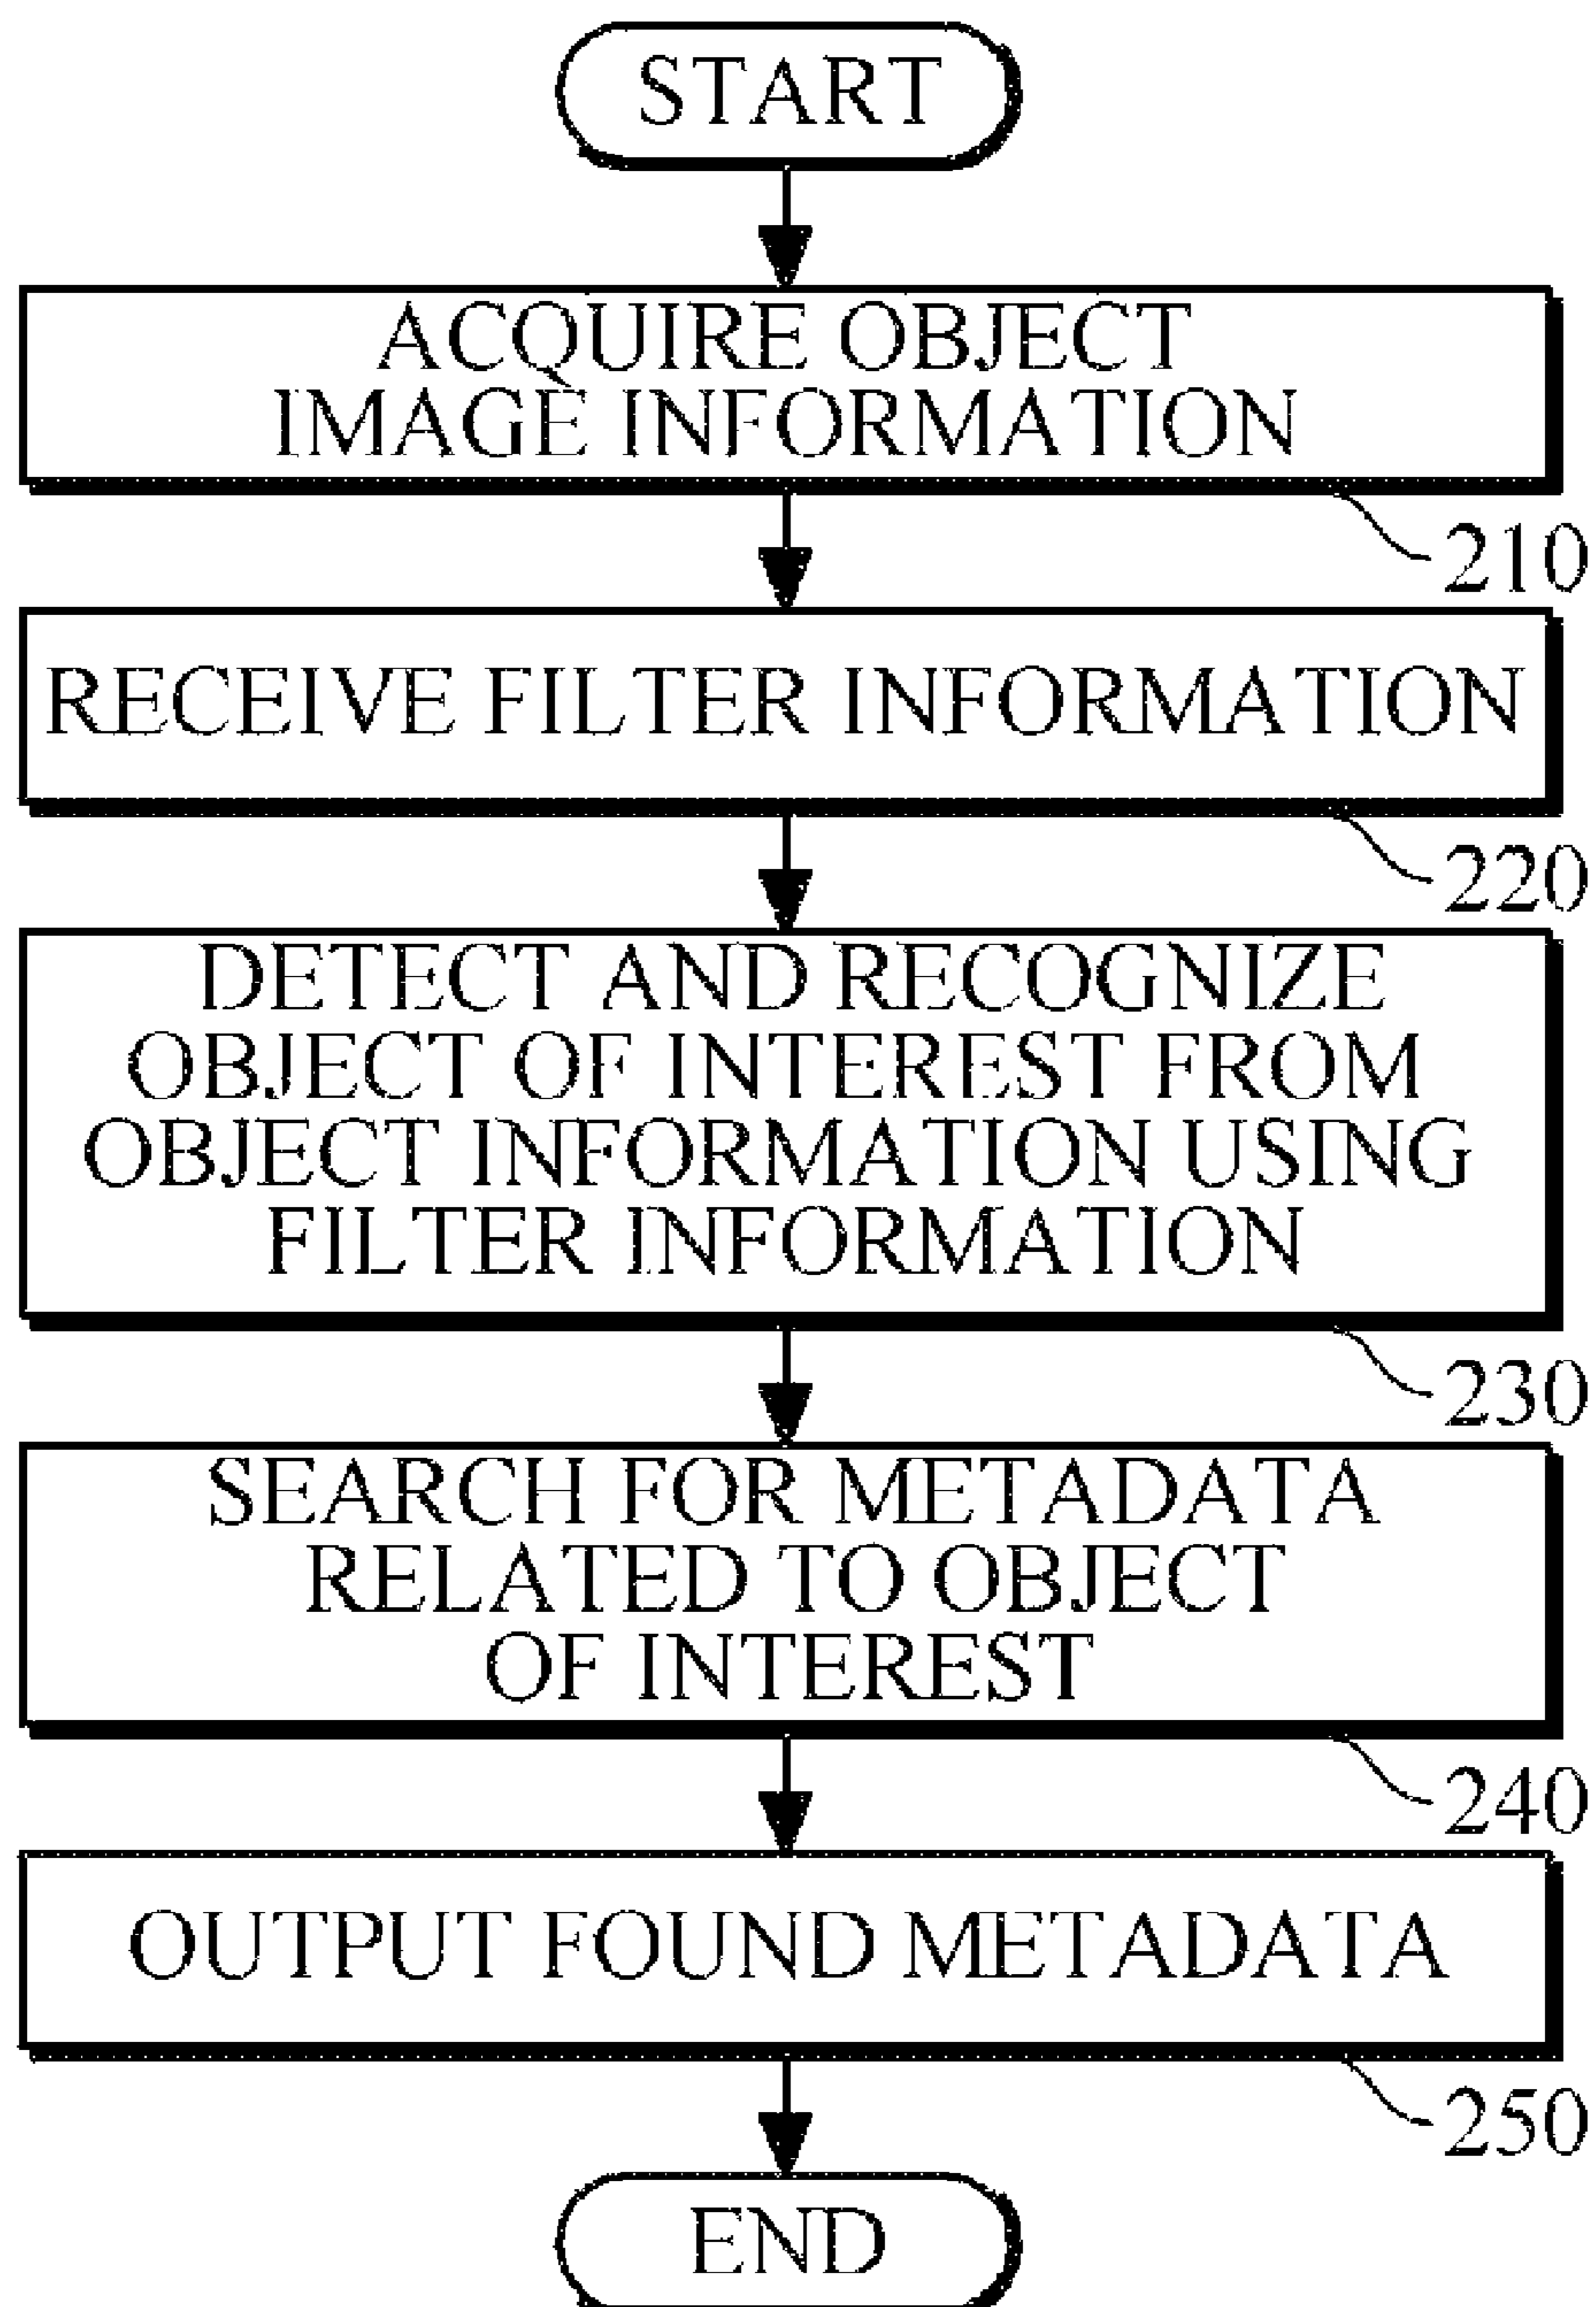 START
ACQUIRE OBJECT
IMAGE INFORMATION
210
RECEIVE FILTER INFORMATION
220
DETECT AND RECOGNIZE
OBJECT OF INTEREST FROM
OBJECT INFORMATION USING
FILTER INFORMATION
230
SEARCH FOR METADATA
RELATED TO OBJECT
OF INTEREST
240
OUTPUT FOUND METADATA
250
END